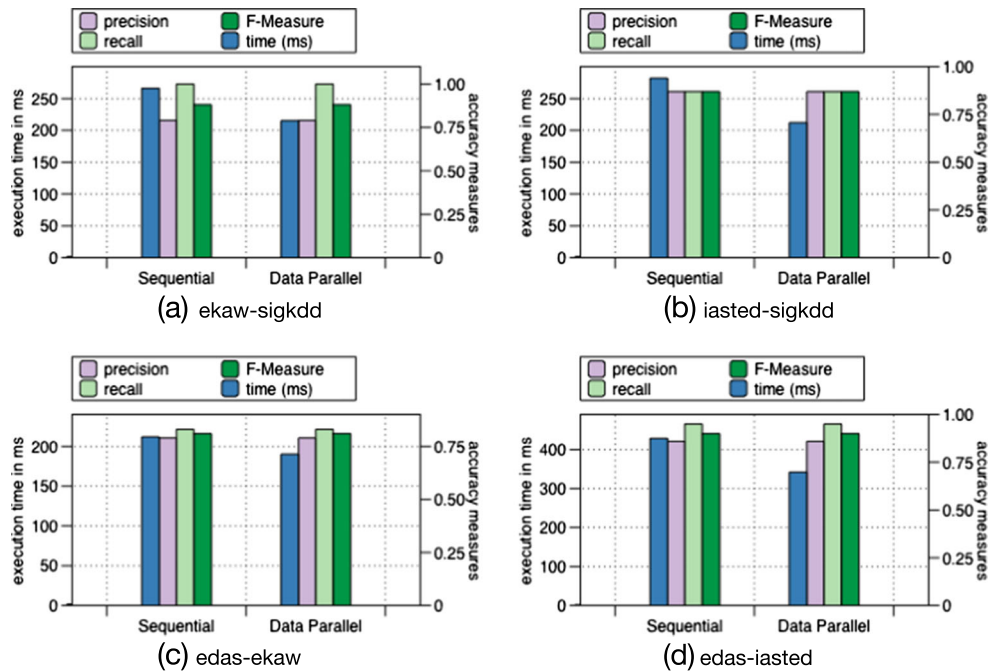 precision
F-Measure
recall
time (ms)
execution time in ms
250
200
150
100
50
0
1.00
0.75
0.50
0.25
0
accuracy measures
Sequential
Data Parallel
(a) ekaw-sigkdd
precision
F-Measure
recall
time (ms)
execution time in ms
250
200
150
100
50
0
1.00
0.75
0.50
0.25
0
accuracy measures
Sequential
Data Parallel
(b) iasted-sigkdd
precision
F-Measure
recall
time (ms)
execution time in ms
200
150
100
50
0
0.75
0.50
0.25
0
accuracy measures
Sequential
Data Parallel
(c) edas-ekaw
precision
F-Measure
recall
time (ms)
execution time in ms
400
300
200
100
0
1.00
0.75
0.50
0.25
0
accuracy measures
Sequential
Data Parallel
(d) edas-iasted